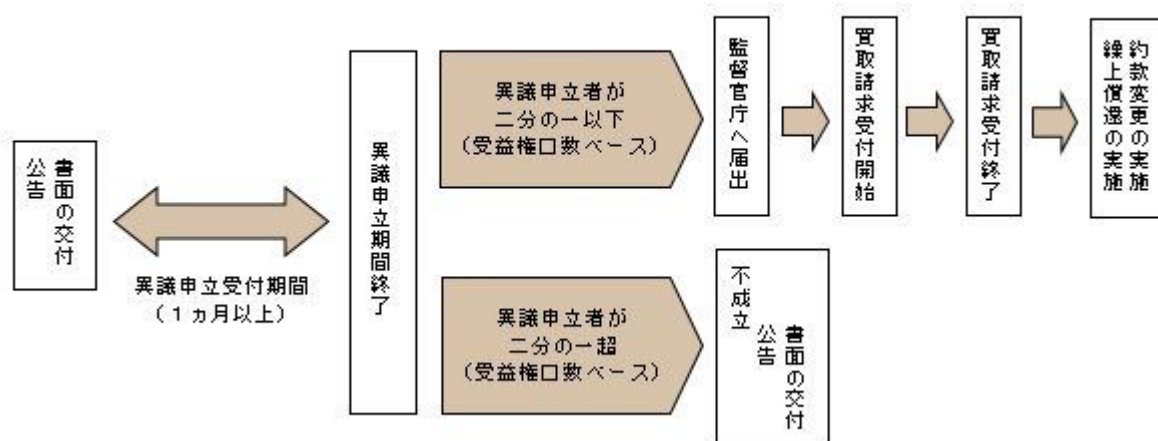 書面の交付
公告
異議申立受付期間
（１ヵ月以上）
異議申立期間終了
異議申立者が
二分の一以下
（受益権口数ベース）
監督官庁へ届出
買取請求受付開始
買取請求受付終了
約款変更の実施
繰上償還の実施
異議申立者が
二分の一超
（受益権口数ベース）
書面の交付
公告
不成立